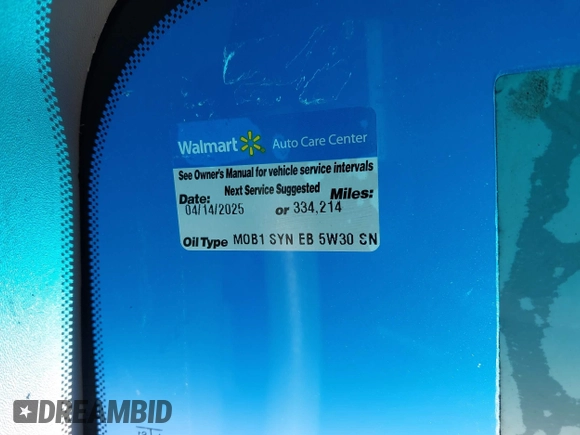 Walmart Auto Care Center
See Owner's Manual for vehicle service intervals
Next Service Suggested
Date: Miles:
04/14/2025 or 334,214
Oil Type MOB1 SYN EB 5W30 SN
DREAMBID